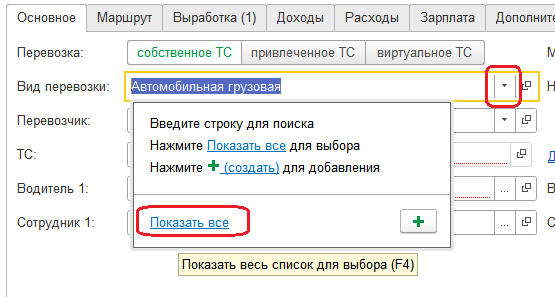 Основное Маршрут Выработка (1) Доходы Расходы Зарплата Дополните
Перевозка: собственное ТС привлеченное ТС виртуальное ТС М
Вид перевозки: Автомобильная грузовая Н
Перевозчик:
Введите строку для поиска
Нажмите Показать все для выбора
ТС: Д
Нажмите + (создать) для добавления
Водитель 1: ... В
Сотрудник 1: Показать все + ... С
Показать весь список для выбора (F4)